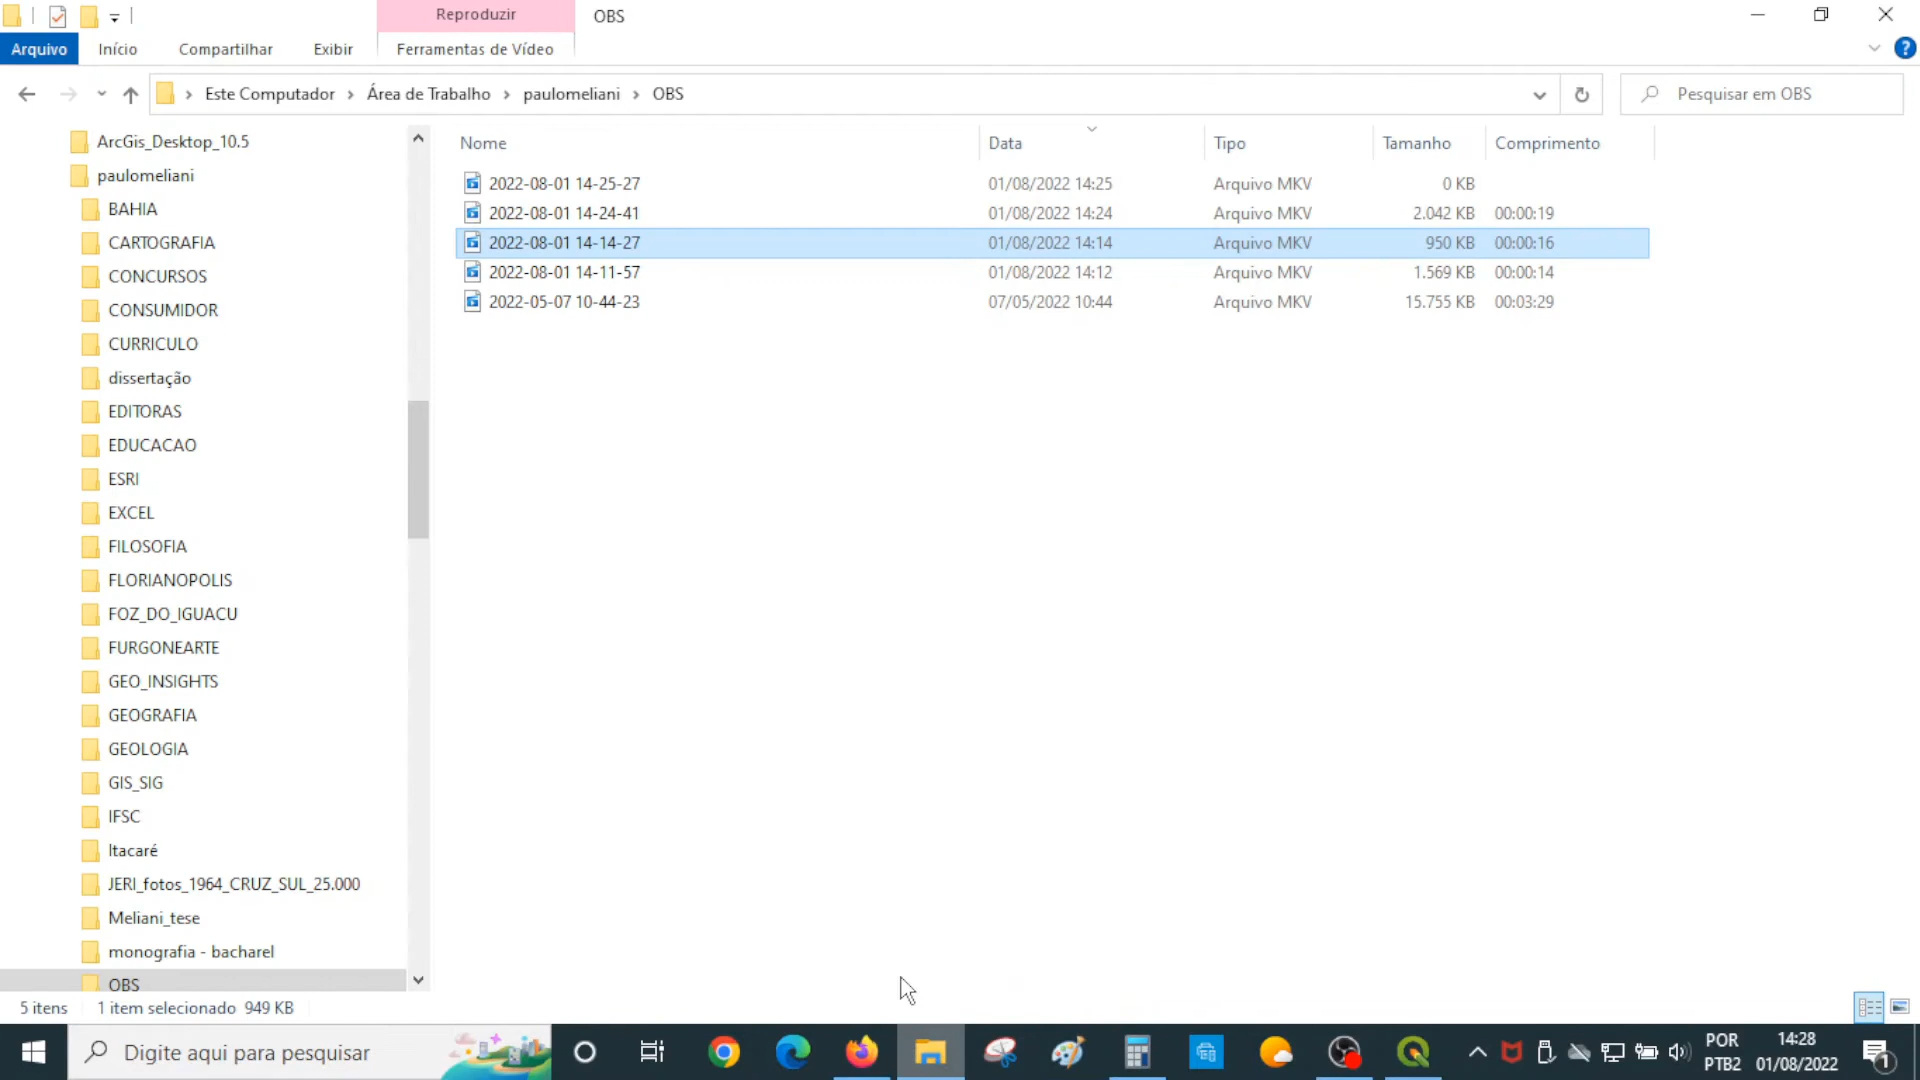 Reproduzir
OBS
Arquivo
Início
Compartilhar
Exibir
Ferramentas de Vídeo
?
Este Computador
Área de Trabalho
paulomeliani
OBS
Pesquisar em OBS
ArcGis_Desktop_10.5
paulomeliani
BAHIA
CARTOGRAFIA
CONCURSOS
CONSUMIDOR
CURRICULO
dissertação
EDITORAS
EDUCACAO
ESRI
EXCEL
FILOSOFIA
FLORIANOPOLIS
FOZ_DO_IGUACU
FURGONEARTE
GEO_INSIGHTS
GEOGRAFIA
GEOLOGIA
GIS_SIG
IFSC
Itacaré
JERI_fotos_1964_CRUZ_SUL_25.000
Meliani_tese
monografia - bacharel
OBS
Nome Data Tipo Tamanho Comprimento
2022-08-01 14-25-27 01/08/2022 14:25 Arquivo MKV 0 KB
2022-08-01 14-24-41 01/08/2022 14:24 Arquivo MKV 2.042 KB 00:00:19
2022-08-01 14-14-27 01/08/2022 14:14 Arquivo MKV 950 KB 00:00:16
2022-08-01 14-11-57 01/08/2022 14:12 Arquivo MKV 1.569 KB 00:00:14
2022-05-07 10-44-23 07/05/2022 10:44 Arquivo MKV 15.755 KB 00:03:29
5 itens 1 item selecionado 949 KB
Digite aqui para pesquisar
POR
PTB2
14:28
01/08/2022
1